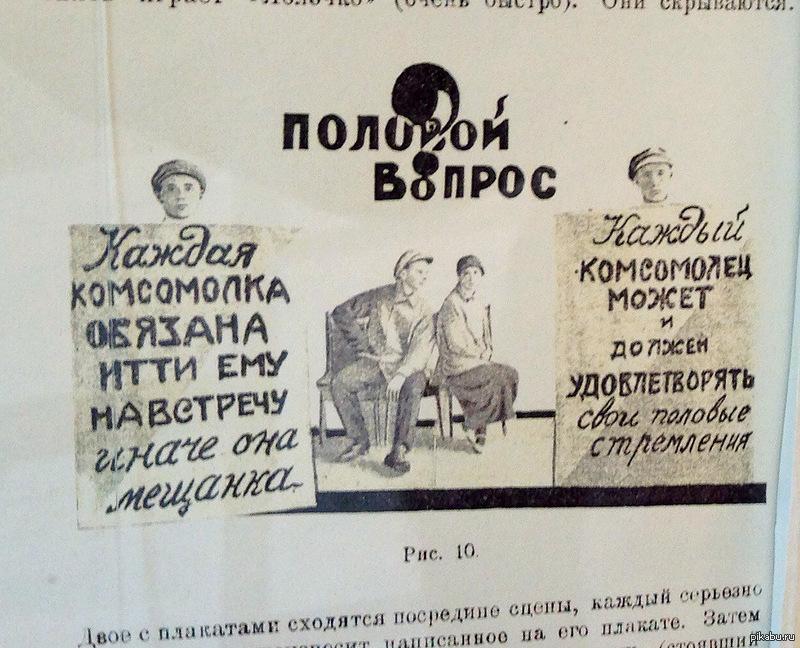 играет «Яблочко» (очень быстро). Они скрываются.
ПОЛОВОЙ
ВОПРОС
Каждая
КОМСОМОЛКА
ОБЯЗАНА
ИТТИ ЕМУ
НАВСТРЕЧУ
иначе она
мещанка.
Каждый
КОМСОМОЛЕЦ
МОЖЕТ
И
ДОЛЖЕН
УДОВЛЕТВОРЯТЬ
свои половые
стремления
Рис. 10.
Двое с плакатами сходятся посредине сцены, каждый серьезно
написанное на его плакате. Затем
(стоявший
pikabu.ru